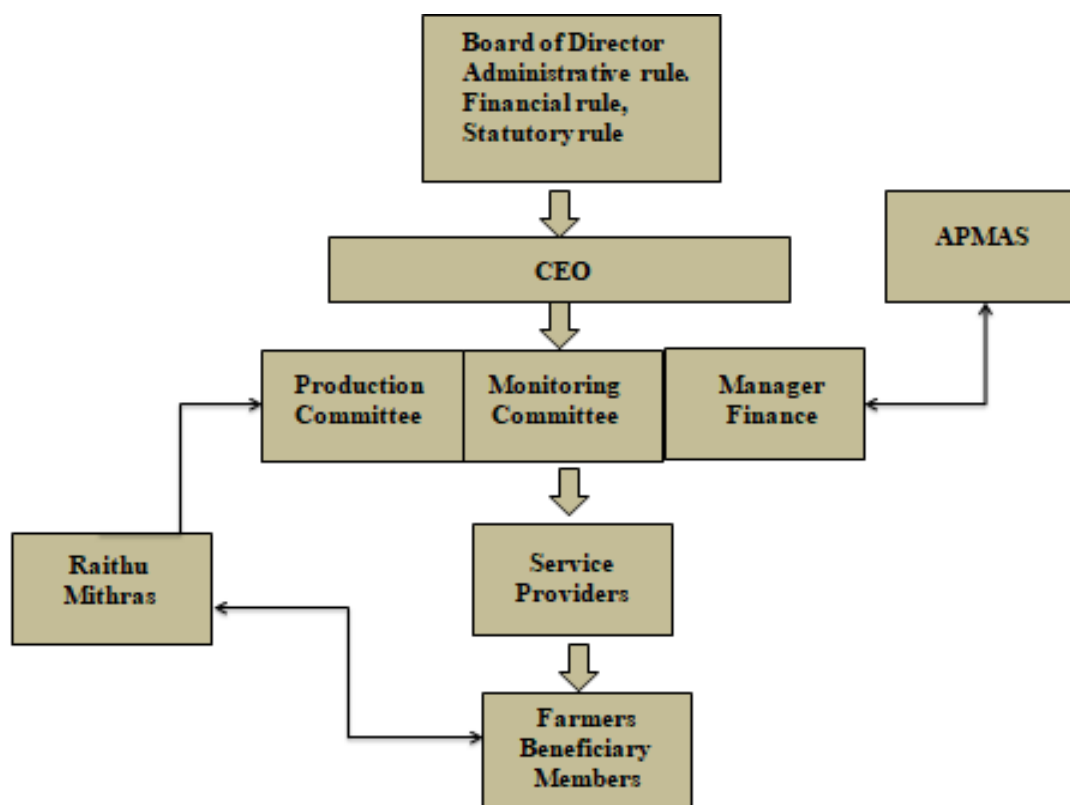 Board of Director
Administrative rule.
Financial rule,
Statutory rule
APMAS
CEO
Production
Committee
Monitoring
Committee
Manager
Finance
Raithu
Mithras
Service
Providers
Farmers
Beneficiary
Members